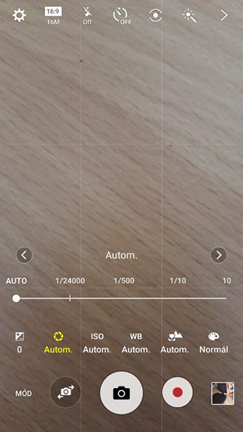 16:9
16M
Off
OFF
Autom.
AUTO 1/24000 1/500 1/10 10
ISO WB
0 Autom. Autom. Autom. Autom. Normál
MÓD